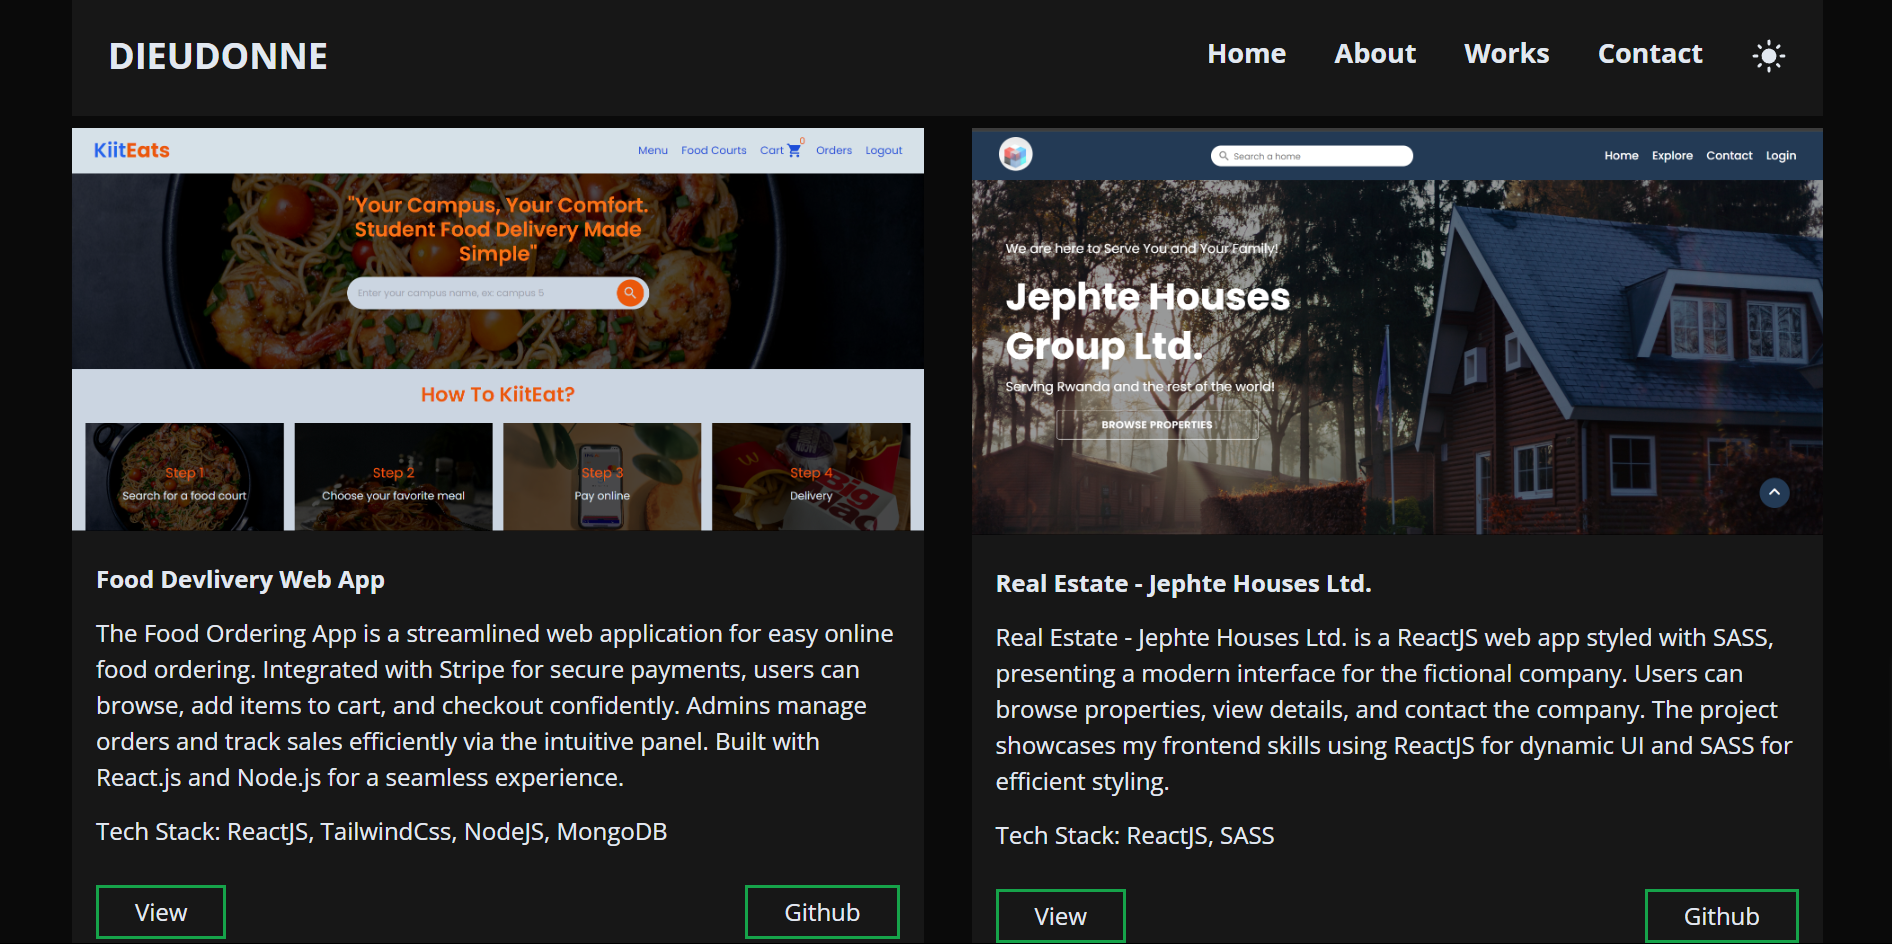 DIEUDONNE
Home About Works Contact
KiitEats
Menu Food Courts Cart 0 Orders Logout
"Your Campus, Your Comfort.
Student Food Delivery Made
Simple"
Enter your campus name, ex: campus 5
How To KiitEat?
Step 1
Search for a food court
Step 2
Choose your favorite meal
Step 3
Pay online
Step 4
Delivery
Food Devlivery Web App
The Food Ordering App is a streamlined web application for easy online
food ordering. Integrated with Stripe for secure payments, users can
browse, add items to cart, and checkout confidently. Admins manage
orders and track sales efficiently via the intuitive panel. Built with
React.js and Node.js for a seamless experience.
Tech Stack: ReactJS, TailwindCss, NodeJS, MongoDB
View Github
Search a home
Home Explore Contact Login
We are here to Serve You and Your Family!
Jephte Houses
Group Ltd.
Serving Rwanda and the rest of the world!
BROWSE PROPERTIES
Real Estate - Jephte Houses Ltd.
Real Estate - Jephte Houses Ltd. is a ReactJS web app styled with SASS,
presenting a modern interface for the fictional company. Users can
browse properties, view details, and contact the company. The project
showcases my frontend skills using ReactJS for dynamic UI and SASS for
efficient styling.
Tech Stack: ReactJS, SASS
View Github